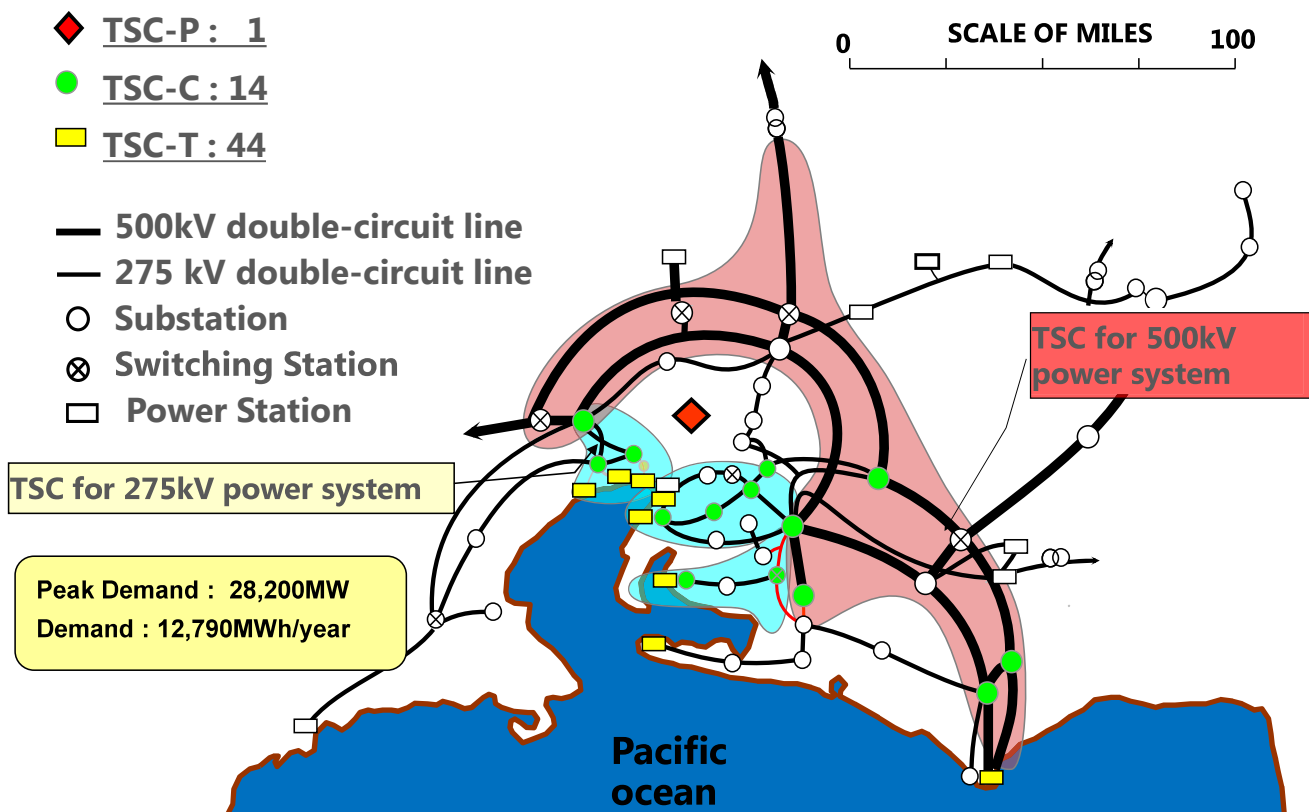 TSC-P : 1
TSC-C : 14
TSC-T : 44
500kV double-circuit line
275 kV double-circuit line
Substation
Switching Station
Power Station
SCALE OF MILES
0
100
TSC for 500kV
power system
TSC for 275kV power system
Peak Demand : 28,200MW
Demand : 12,790MWh/year
Pacific
ocean